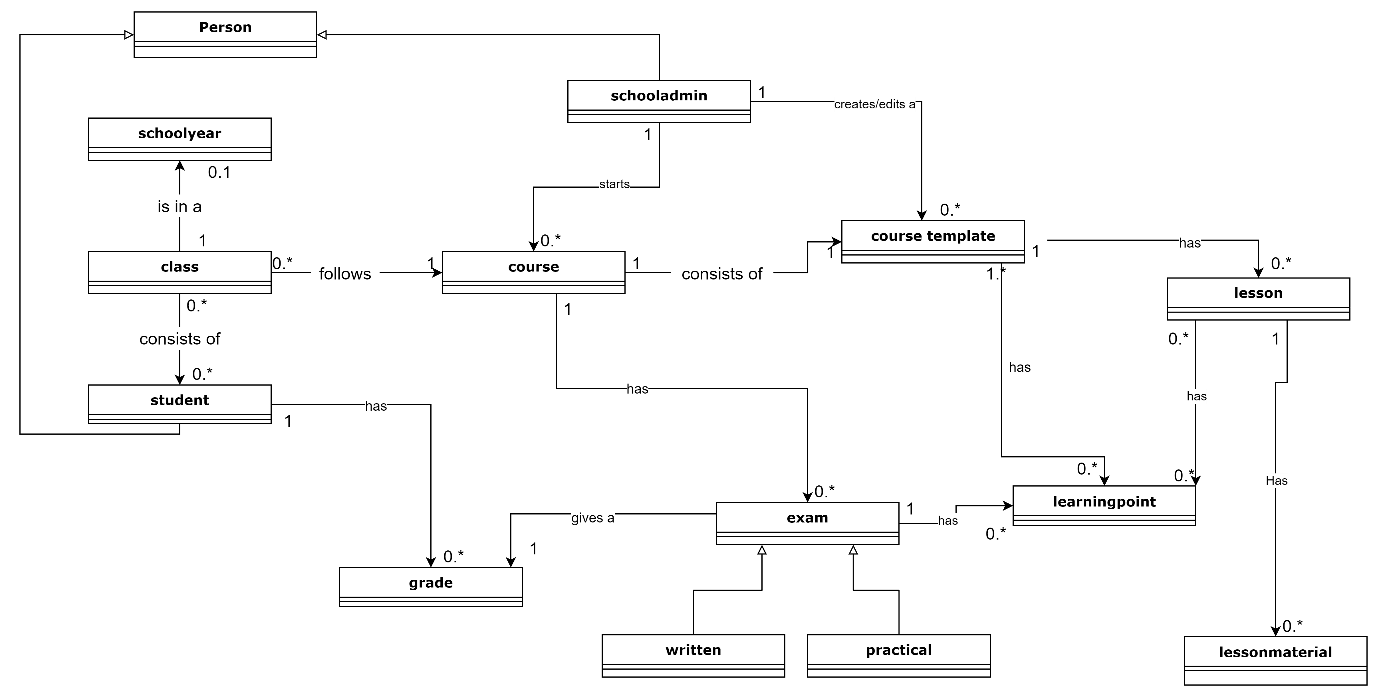 Person
schooladmin
1
creates/edits a
1
schoolyear
0.1
starts
is in a
0.*
1
0.*
course template
1
1
has
0.*
class
0.*
follows
1
course
1
consists of
1.*
lesson
0.*
1
0.*
1
consists of
has
0.*
has
has
student
has
1
0.*
0.*
Has
learningpoint
0.*
exam
1
has
0.*
gives a
1
0.*
grade
0.*
written
practical
lessonmaterial